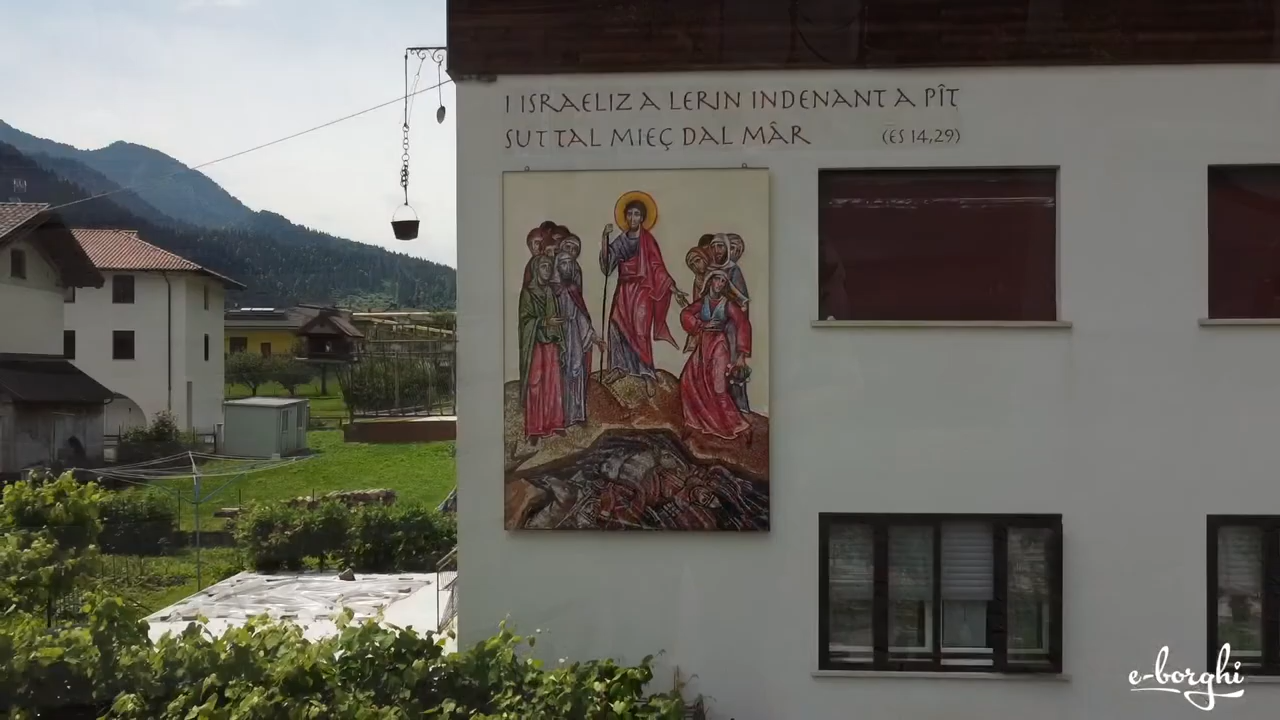 I ISRAELIZ A LERIN INDENANT A PÎT
SUT TAL MIEÇ DAL MÂR (ES 14,29)
e-borghi